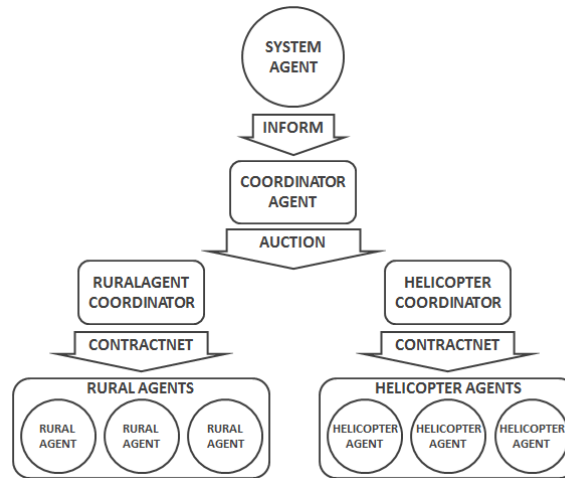 SYSTEM
AGENT
INFORM
COORDINATOR
AGENT
AUCTION
RURALAGENT
COORDINATOR
HELICOPTER
COORDINATOR
CONTRACTNET
CONTRACTNET
RURAL AGENTS
RURAL
AGENT
RURAL
AGENT
RURAL
AGENT
HELICOPTER AGENTS
HELICOPTER
AGENT
HELICOPTER
AGENT
HELICOPTER
AGENT